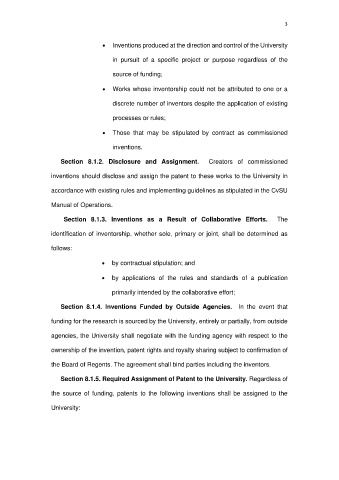 3
• Inventions produced at the direction and control of the University
in pursuit of a specific project or purpose regardless of the
source of funding;
• Works whose inventorship could not be attributed to one or a
discrete number of inventors despite the application of existing
processes or rules;
• Those that may be stipulated by contract as commissioned
inventions.
Section 8.1.2. Disclosure and Assignment. Creators of commissioned
inventions should disclose and assign the patent to these works to the University in
accordance with existing rules and implementing guidelines as stipulated in the CvSU
Manual of Operations.
Section 8.1.3. Inventions as a Result of Collaborative Efforts. The
identification of inventorship, whether sole, primary or joint, shall be determined as
follows:
• by contractual stipulation; and
• by applications of the rules and standards of a publication
primarily intended by the collaborative effort;
Section 8.1.4. Inventions Funded by Outside Agencies. In the event that
funding for the research is sourced by the University, entirely or partially, from outside
agencies, the University shall negotiate with the funding agency with respect to the
ownership of the invention, patent rights and royalty sharing subject to confirmation of
the Board of Regents. The agreement shall bind parties including the inventors.
Section 8.1.5. Required Assignment of Patent to the University. Regardless of
the source of funding, patents to the following inventions shall be assigned to the
University: